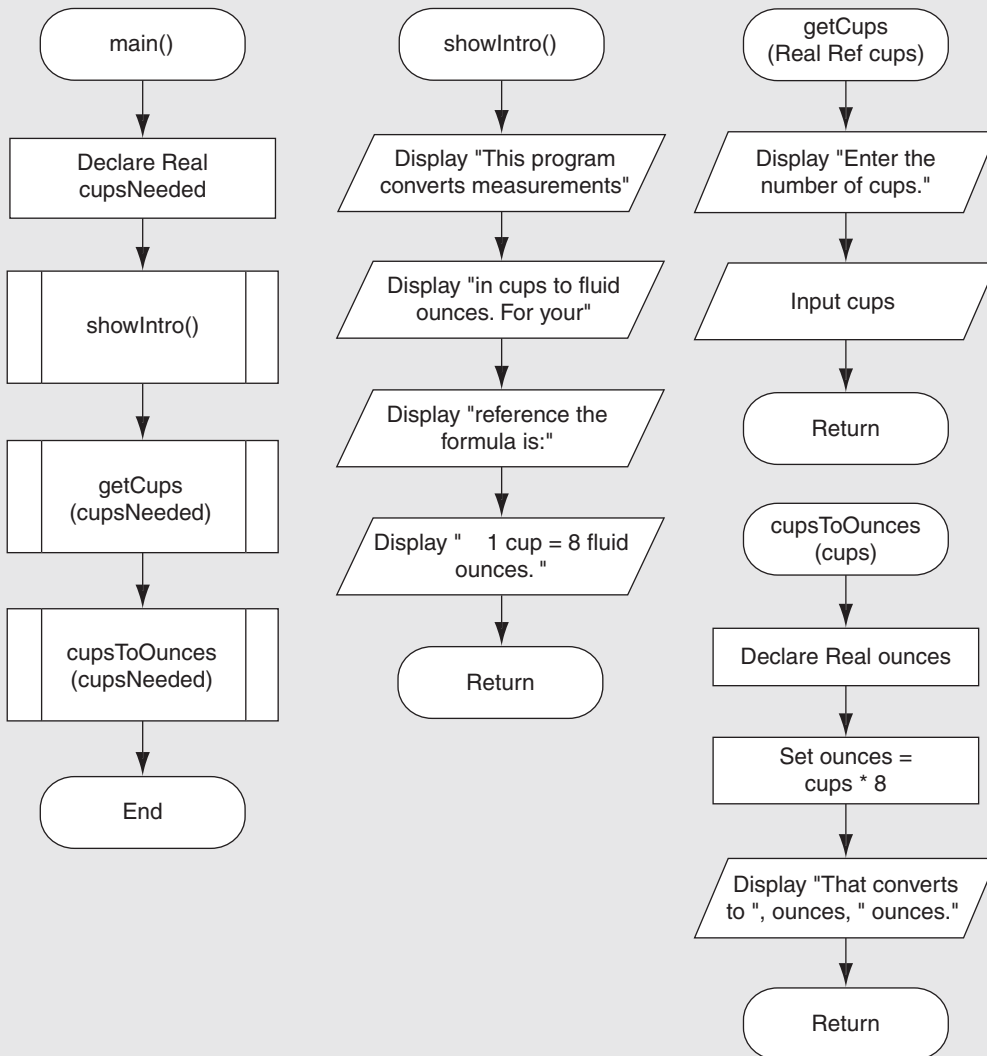 main()
Declare Real
cupsNeeded
showIntro()
getCups
(cupsNeeded)
cupsToOunces
(cupsNeeded)
End
showIntro()
Display "This program
converts measurements"
Display "in cups to fluid
ounces. For your"
Display "reference the
formula is:"
Display "    1 cup = 8 fluid
ounces. "
Return
getCups
(Real Ref cups)
Display "Enter the
number of cups."
Input cups
Return
cupsToOunces
(cups)
Declare Real ounces
Set ounces =
cups * 8
Display "That converts
to ", ounces, " ounces."
Return